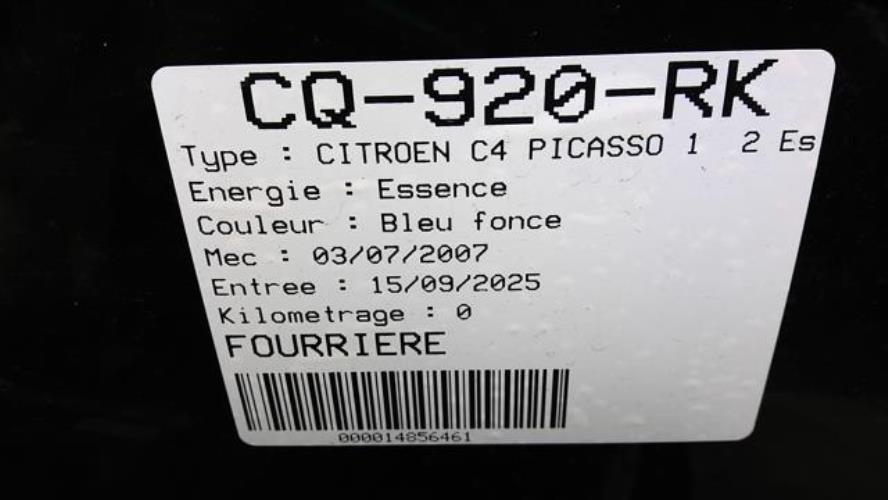 CQ-920-RK
Type : CITROEN C4 PICASSO 1 2 Es
Energie : Essence
Couleur : Bleu fonce
Mec : 03/07/2007
Entree : 15/09/2025
Kilometrage : 0
FOURRIERE
000014856461